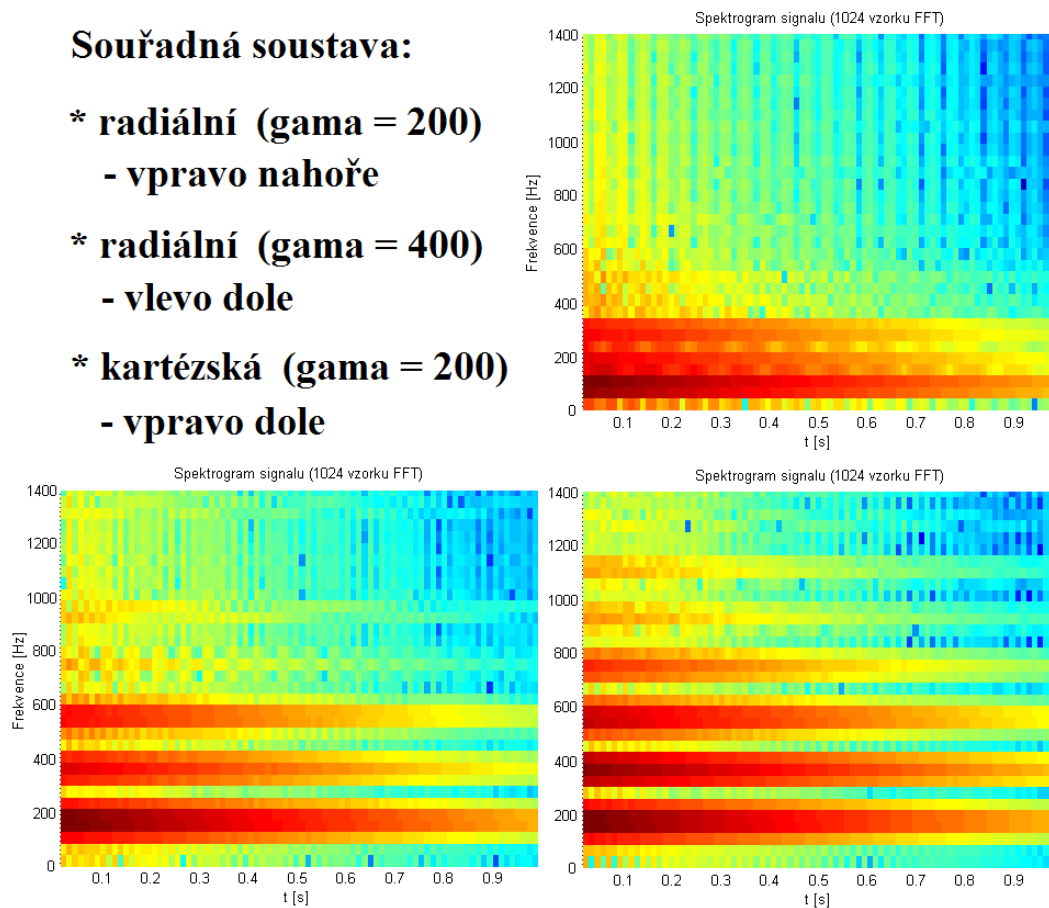 Souřadná soustava:
* radiální (gama = 200)
- vpravo nahoře
* radiální (gama = 400)
- vlevo dole
* kartézská (gama = 200)
- vpravo dole
Spektrogram signalu (1024 vzorku FFT)
Frekvence [Hz]
1400
1200
1000
800
600
400
200
0
0.1 0.2 0.3 0.4 0.5 0.6 0.7 0.8 0.9
t [s]
Spektrogram signalu (1024 vzorku FFT)
Frekvence [Hz]
1400
1200
1000
800
600
400
200
0
0.1 0.2 0.3 0.4 0.5 0.6 0.7 0.8 0.9
t [s]
Spektrogram signalu (1024 vzorku FFT)
1400
1200
1000
800
600
400
200
0
0.1 0.2 0.3 0.4 0.5 0.6 0.7 0.8 0.9
t [s]